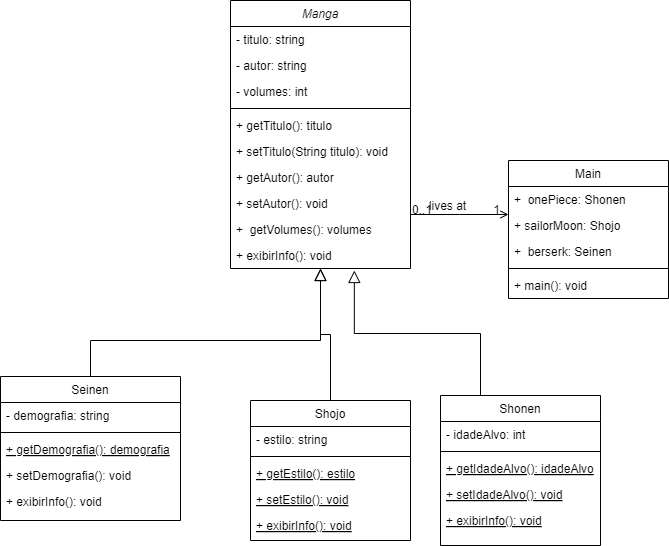 Manga
- titulo: string
- autor: string
- volumes: int
+ getTitulo(): titulo
+ setTitulo(String titulo): void
+ getAutor(): autor
+ setAutor(): void
+ getVolumes(): volumes
+ exibirInfo(): void
0..1 lives at 1
Main
+ onePiece: Shonen
+ sailorMoon: Shojo
+ berserk: Seinen
+ main(): void
Seinen
- demografia: string
+ getDemografia(): demografia
+ setDemografia(): void
+ exibirInfo(): void
Shojo
- estilo: string
+ getEstilo(): estilo
+ setEstilo(): void
+ exibirInfo(): void
Shonen
- idadeAlvo: int
+ getIdadeAlvo(): idadeAlvo
+ setIdadeAlvo(): void
+ exibirInfo(): void